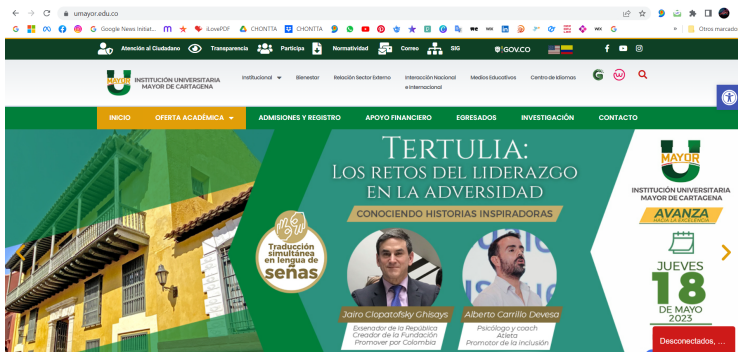 umayor.edu.co
Google News Initiat...
iLovePDF
CHONTTA
CHONTTA
WIX
WIX
Otros marcado
Atención al Ciudadano
Transparencia
Participa
Normatividad
Correo
SIG
GOV.CO
MAYOR
INSTITUCIÓN UNIVERSITARIA
MAYOR DE CARTAGENA
Institucional
Bienestar
Relación Sector Externo
Interacción Nacional
e Internacional
Medios Educativos
Centro de Idiomas
INICIO
OFERTA ACADÉMICA
ADMISIONES Y REGISTRO
APOYO FINANCIERO
EGRESADOS
INVESTIGACIÓN
CONTACTO
TERTULIA:
LOS RETOS DEL LIDERAZGO
EN LA ADVERSIDAD
CONOCIENDO HISTORIAS INSPIRADORAS
Traducción
simultánea
en lengua de
señas
Jairo Clopatofsky Ghisays
Exsenador de la República
Creador de la Fundación
Promover por Colombia
Alberto Carrillo Devesa
Psicólogo y coach
Atleta
Promotor de la inclusión
MAYOR
INSTITUCIÓN UNIVERSITARIA
MAYOR DE CARTAGENA
AVANZA
HACIA LA EXCELENCIA
JUEVES
18
DE MAYO
2023
Desconectados, ...